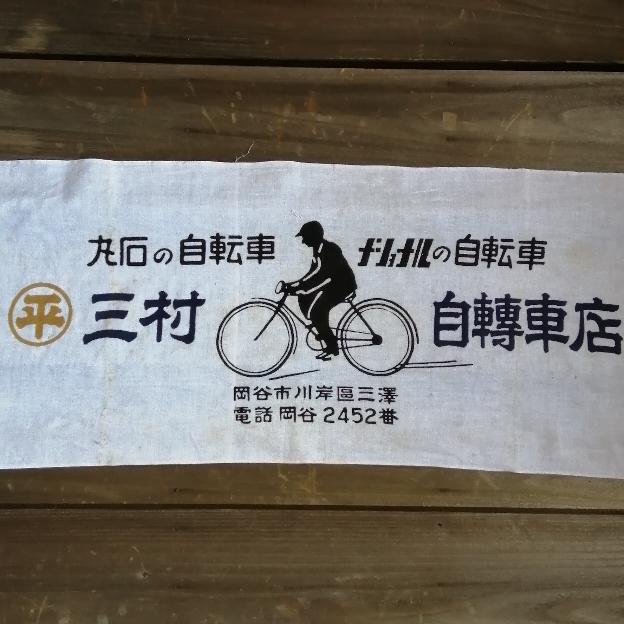 丸石の自転車 ナショナルの自転車
平 三村 自轉車店
岡谷市川岸區三澤
電話 岡谷 2452番